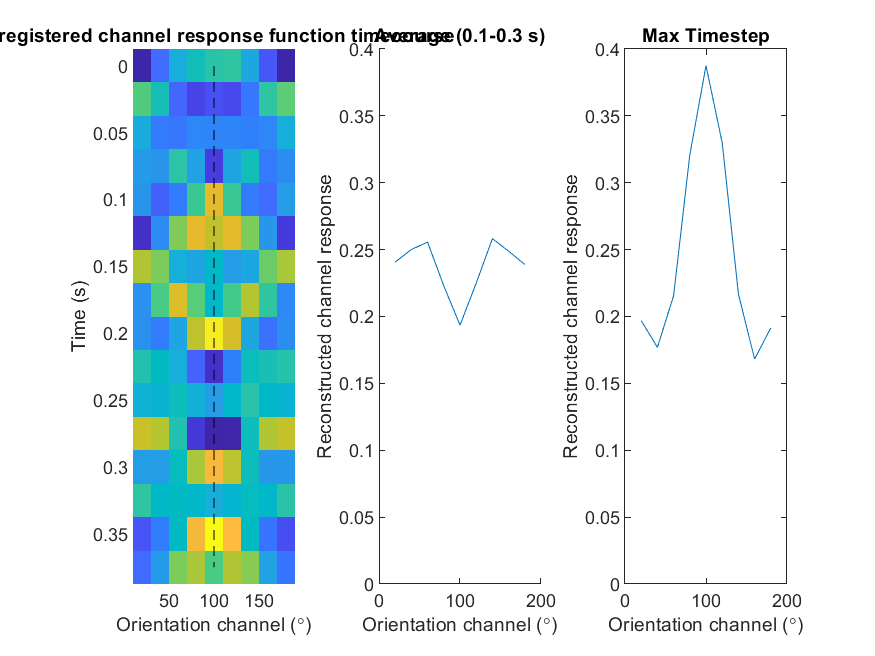 registered channel response function timecourse
Average (0.1-0.3 s)
Max Timestep
0
0.05
0.1
0.15
0.2
0.25
0.3
0.35
Time (s)
50 100 150
Orientation channel (°)
0.4
0.35
0.3
0.25
0.2
0.15
0.1
0.05
0
Reconstructed channel response
0 100 200
Orientation channel (°)
0.4
0.35
0.3
0.25
0.2
0.15
0.1
0.05
0
Reconstructed channel response
0 100 200
Orientation channel (°)